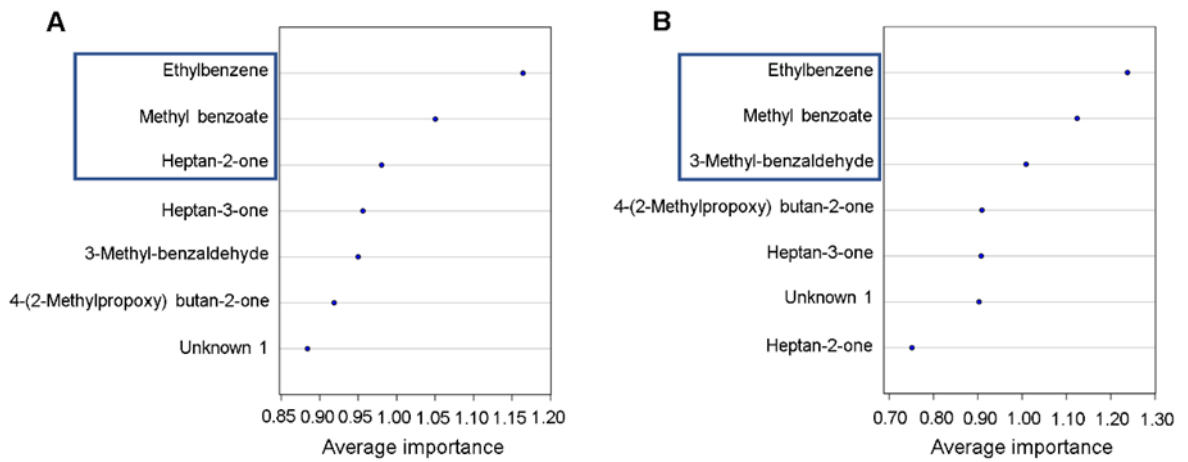 A
Ethylbenzene
Methyl benzoate
Heptan-2-one
Heptan-3-one
3-Methyl-benzaldehyde
4-(2-Methylpropoxy) butan-2-one
Unknown 1
0.85 0.90 0.95 1.00 1.05 1.10 1.15 1.20
Average importance
B
Ethylbenzene
Methyl benzoate
3-Methyl-benzaldehyde
4-(2-Methylpropoxy) butan-2-one
Heptan-3-one
Unknown 1
Heptan-2-one
0.70 0.80 0.90 1.00 1.10 1.20 1.30
Average importance